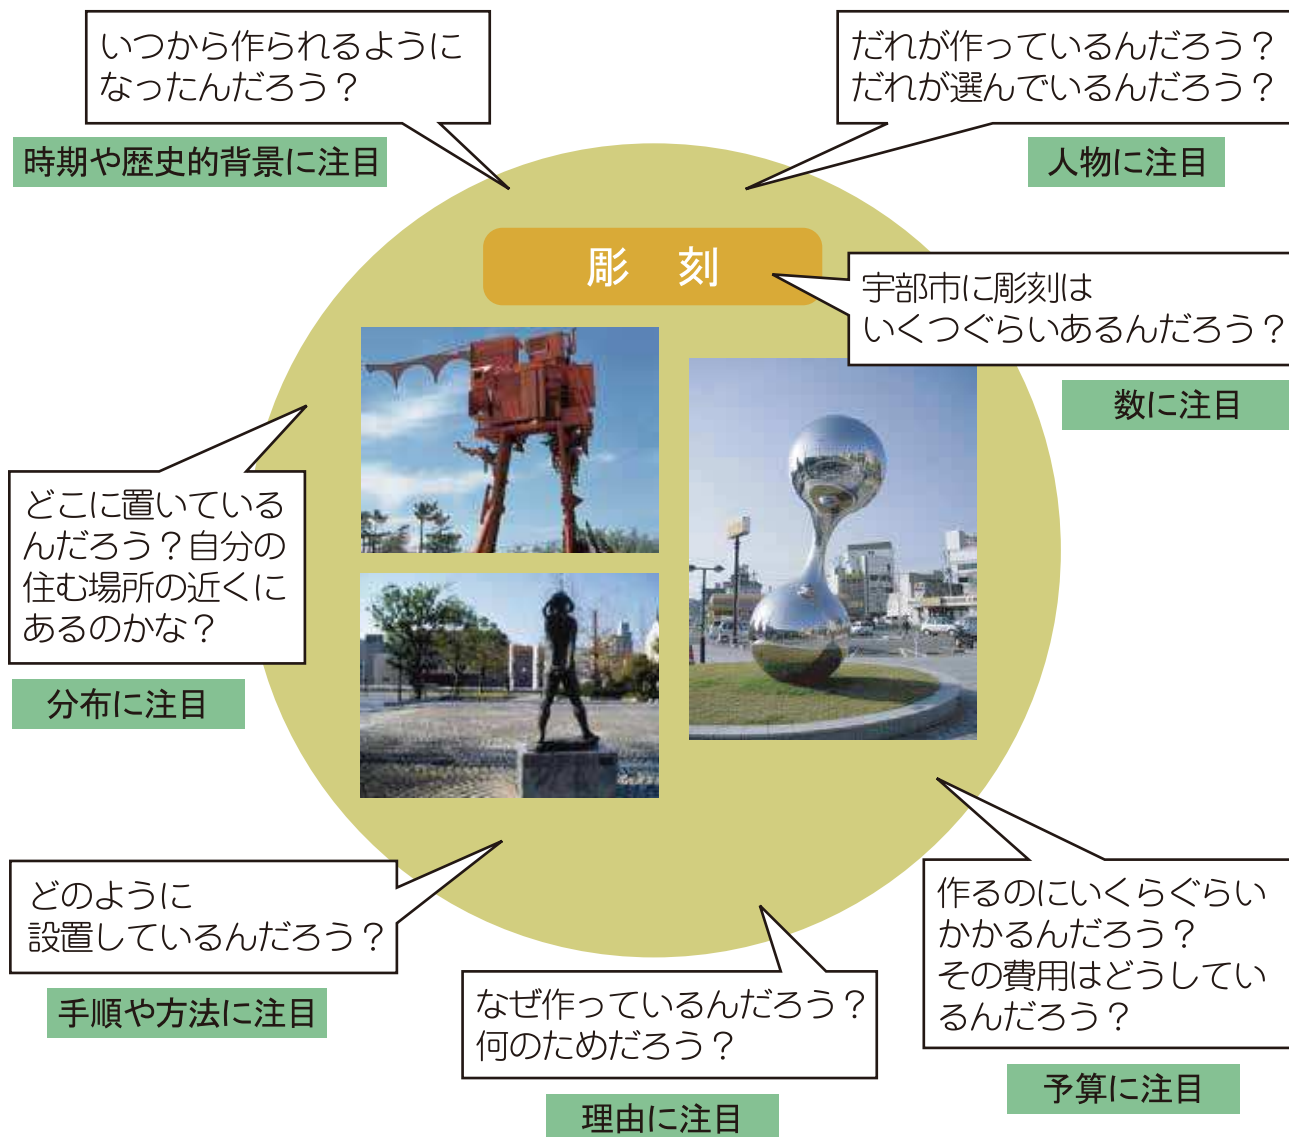 いつから作られるように
なったんだろう？
時期や歴史的背景に注目
だれが作っているんだろう？
だれが選んでいるんだろう？
人物に注目
彫　刻
宇部市に彫刻は
いくつぐらいあるんだろう？
数に注目
どこに置いている
んだろう？自分の
住む場所の近くに
あるのかな？
分布に注目
どのように
設置しているんだろう？
手順や方法に注目
なぜ作っているんだろう？
何のためだろう？
理由に注目
作るのにいくらぐらい
かかるんだろう？
その費用はどうしてい
るんだろう？
予算に注目